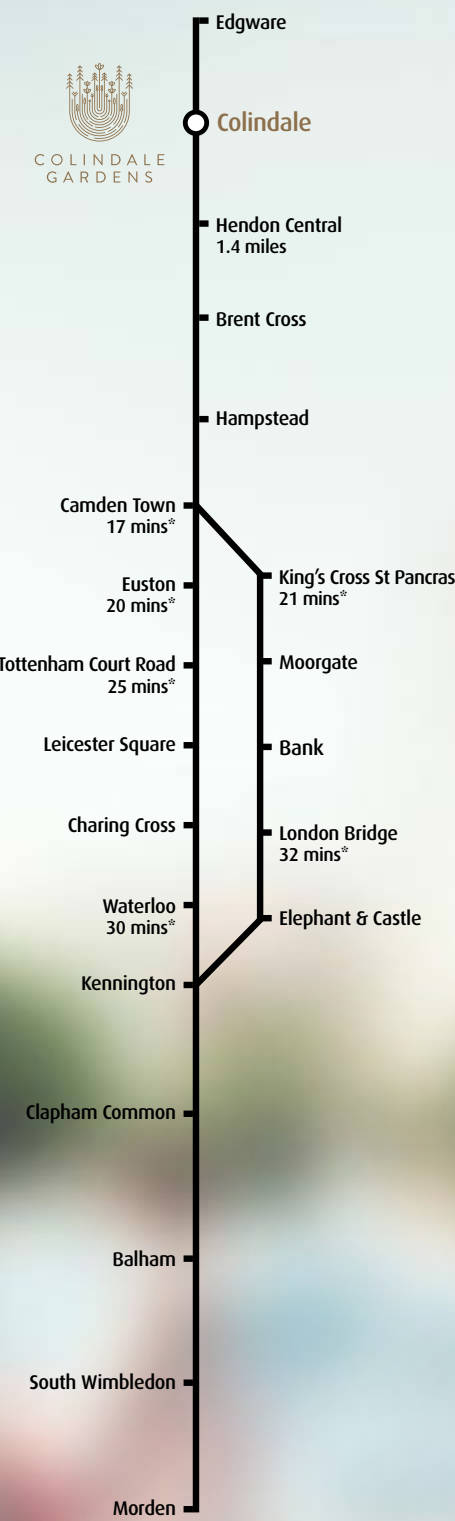 Edgware
COLINDALE
GARDENS
Colindale
Hendon Central
1.4 miles
Brent Cross
Hampstead
Camden Town
17 mins*
King's Cross St Pancras
21 mins*
Euston
20 mins*
Tottenham Court Road
25 mins*
Moorgate
Leicester Square
Bank
Charing Cross
London Bridge
32 mins*
Waterloo
30 mins*
Elephant & Castle
Kennington
Clapham Common
Balham
South Wimbledon
Morden